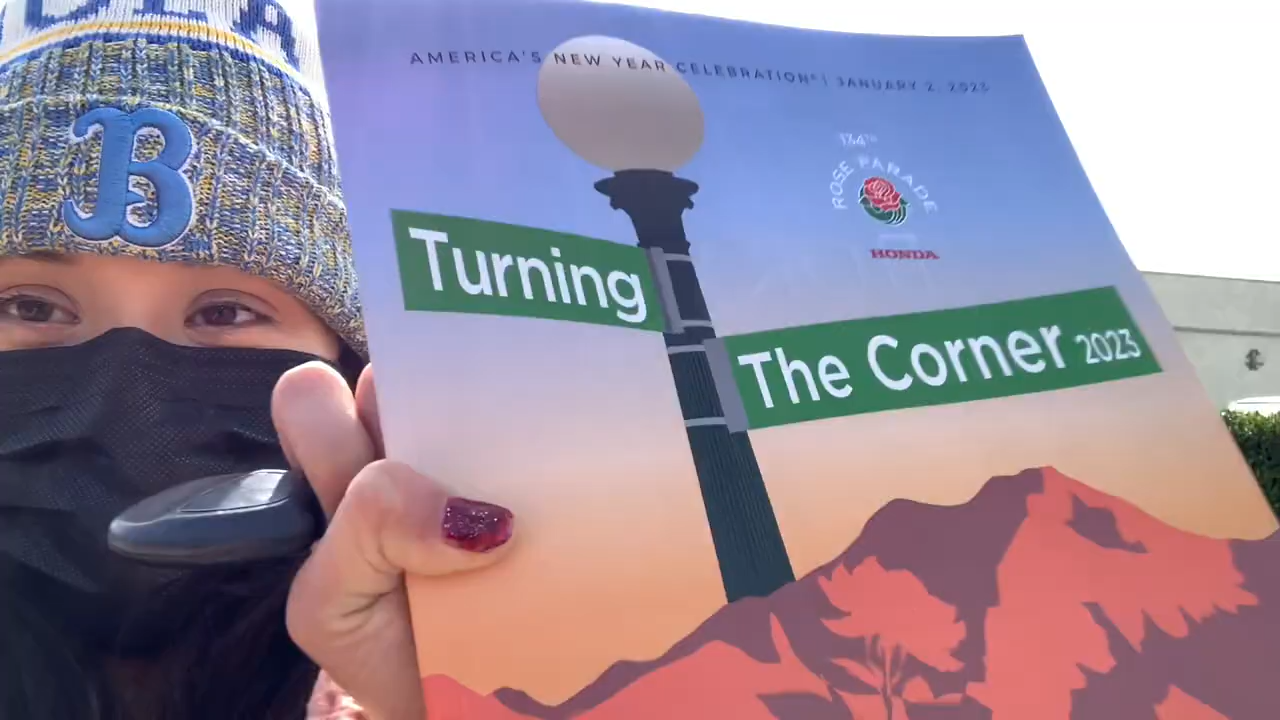 AMERICA'S NEW YEAR CELEBRATION® | JANUARY 2, 2023
134TH
ROSE PARADE
HONDA
Turning
The Corner 2023
B